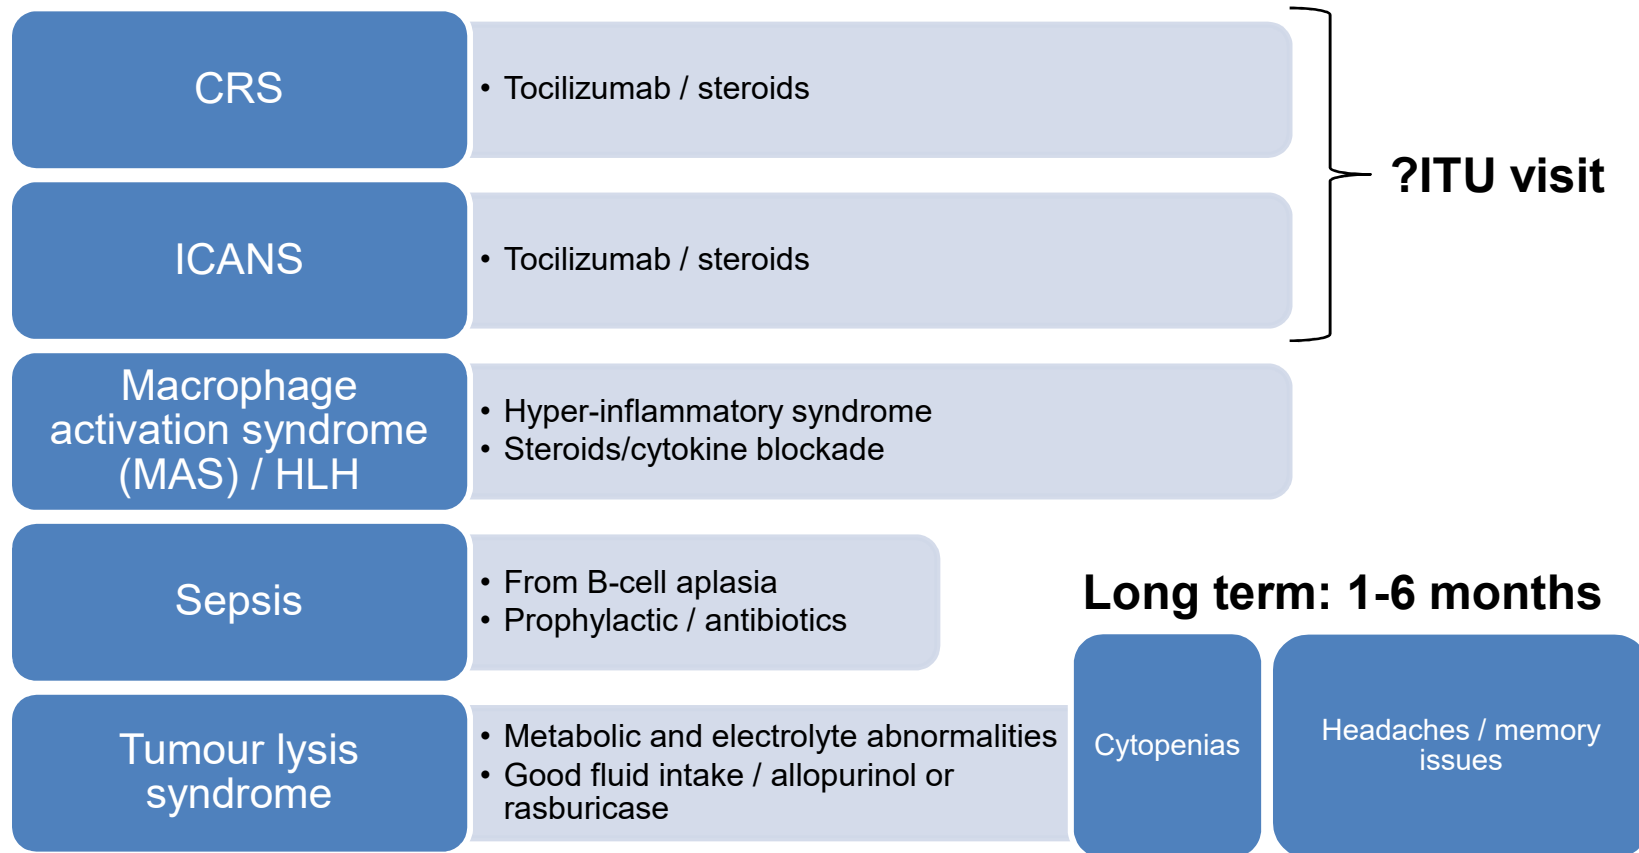 CRS
• Tocilizumab / steroids
?ITU visit
ICANS
• Tocilizumab / steroids
Macrophage
activation syndrome
(MAS) / HLH
• Hyper-inflammatory syndrome
• Steroids/cytokine blockade
Sepsis
• From B-cell aplasia
• Prophylactic / antibiotics
Tumour lysis
syndrome
• Metabolic and electrolyte abnormalities
• Good fluid intake / allopurinol or
rasburicase
Long term: 1-6 months
Cytopenias
Headaches / memory
issues